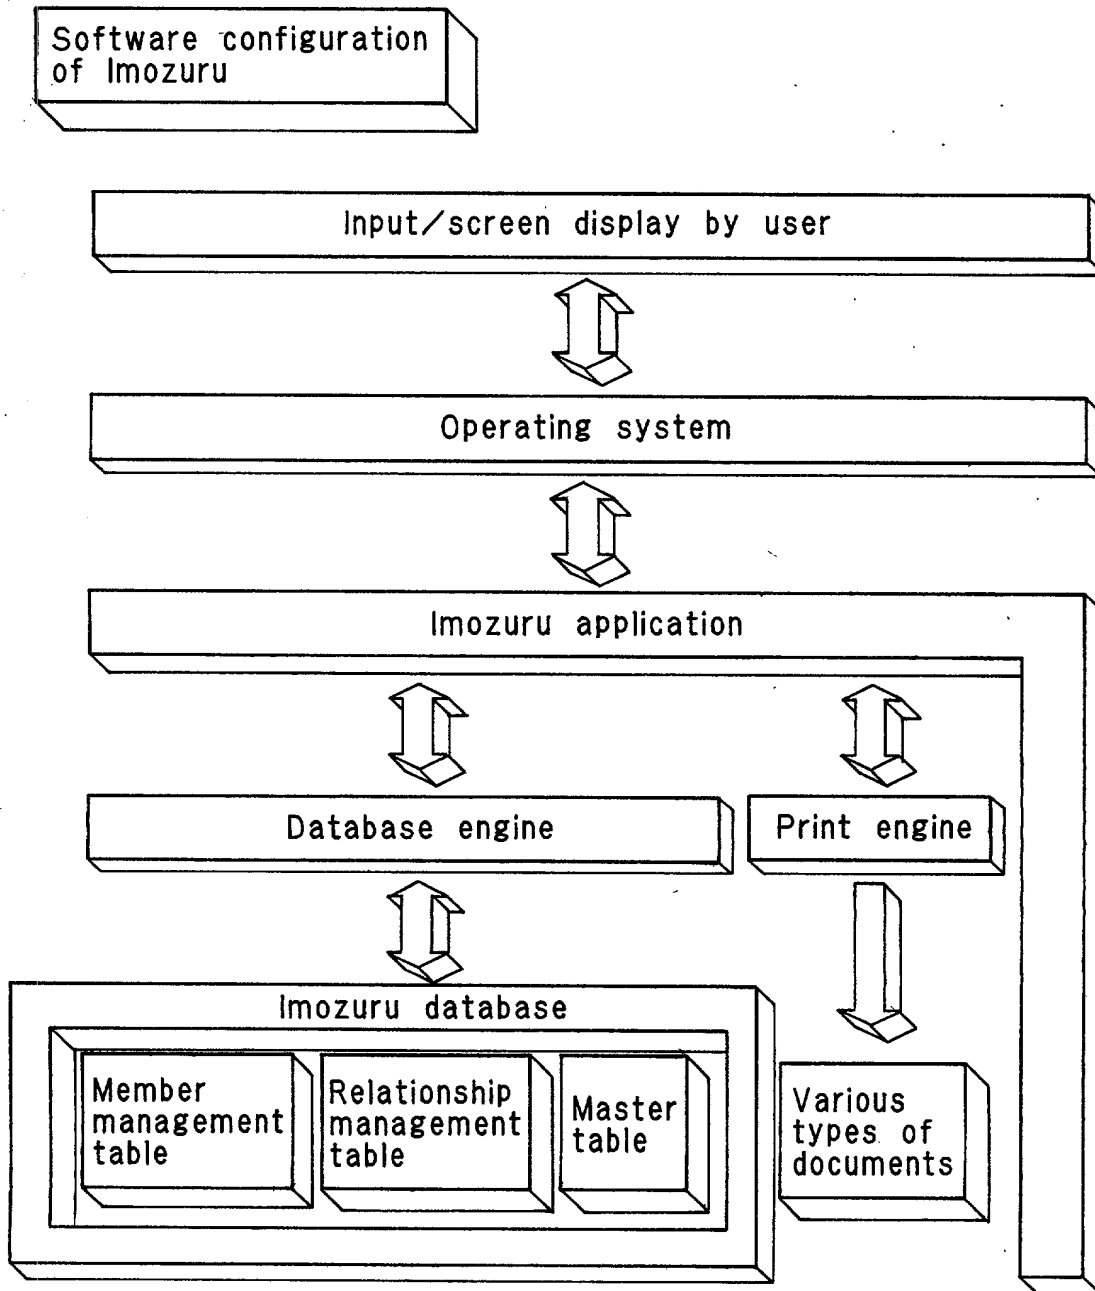 Software configuration
of Imozuru
Input/screen display by user
Operating system
Imozuru application
Database engine
Print engine
Imozuru database
Member
management
table
Relationship
management
table
Master
table
Various
types of
documents